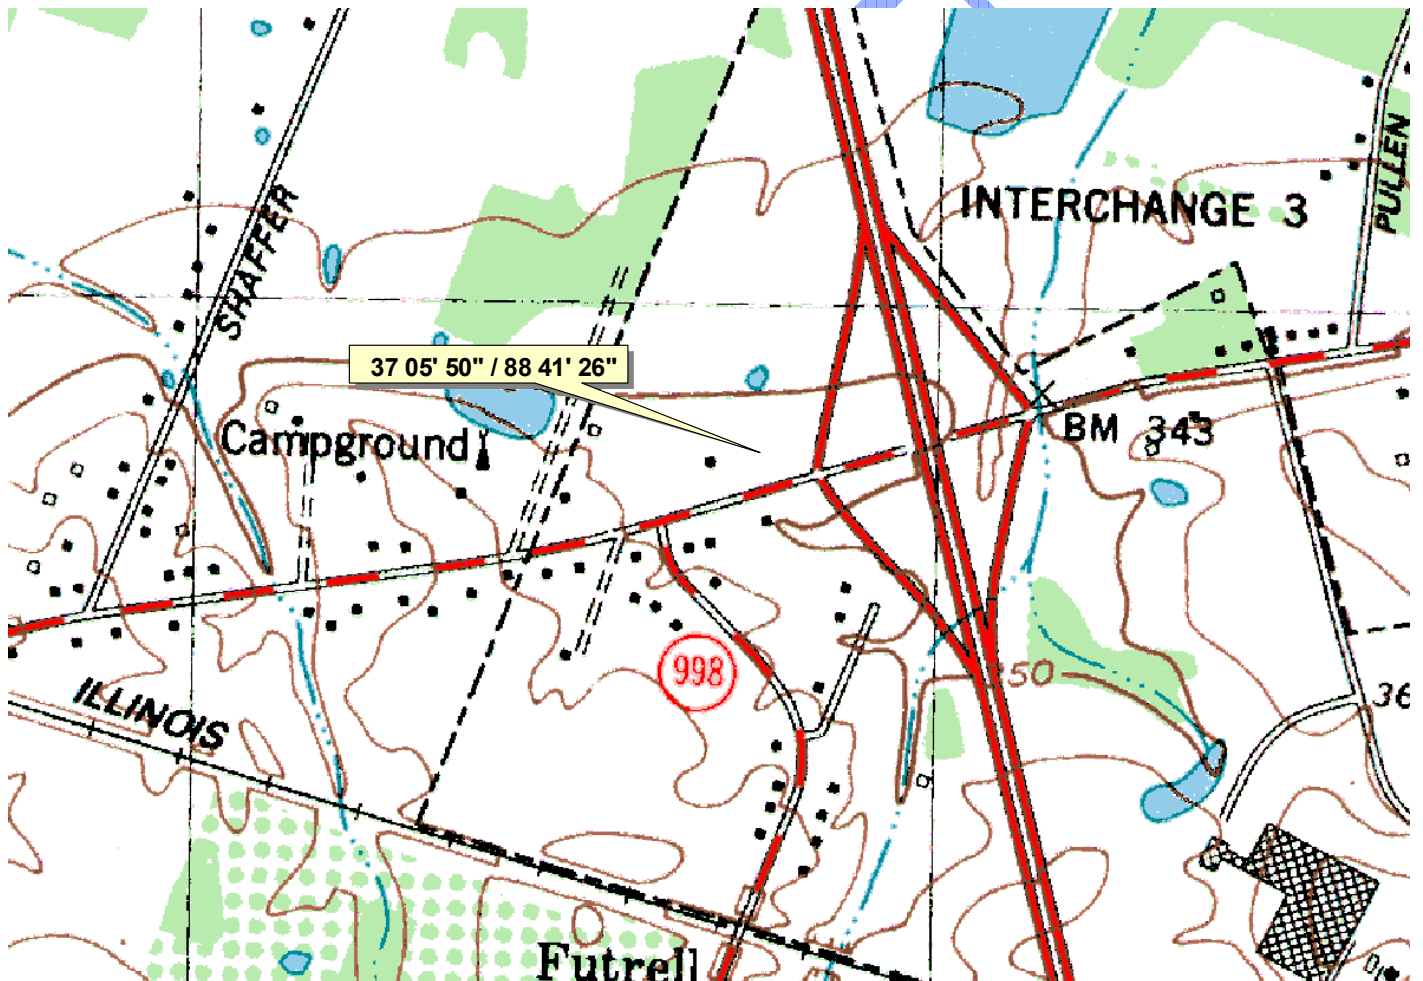 PULLEN
INTERCHANGE 3
SHAFFER
37 05' 50" / 88 41' 26"
Campground
BM 343
998
350
ILLINOIS
36
Futrell